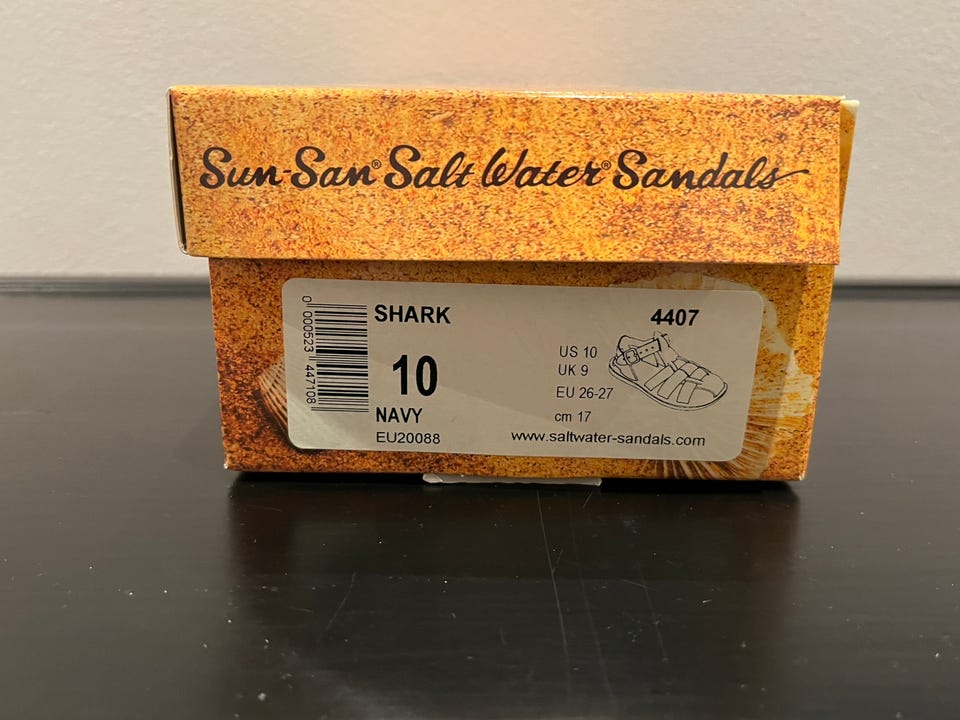 Sun-San® Salt Water® Sandals
0 000523 447108
SHARK
4407
10
US 10
UK 9
EU 26-27
cm 17
NAVY
EU20088
www.saltwater-sandals.com